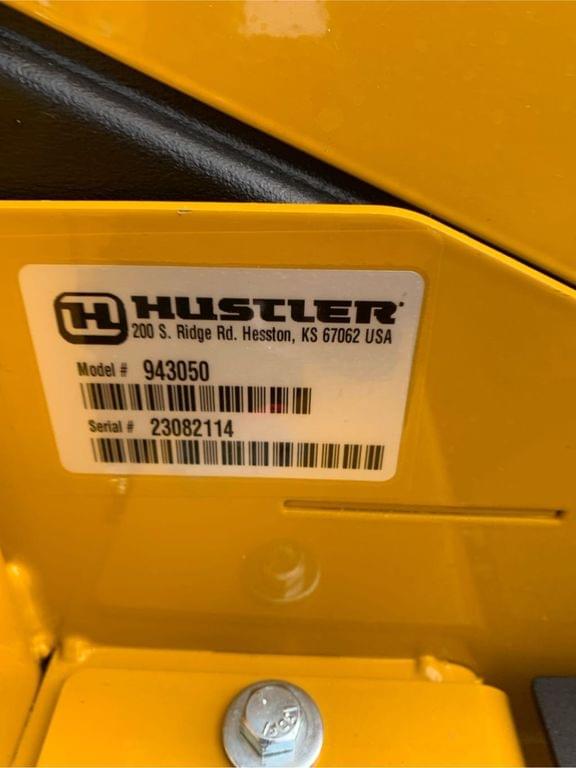 H HUSTLER
200 S. Ridge Rd. Hesston, KS 67062 USA
Model # 943050
Serial # 23082114